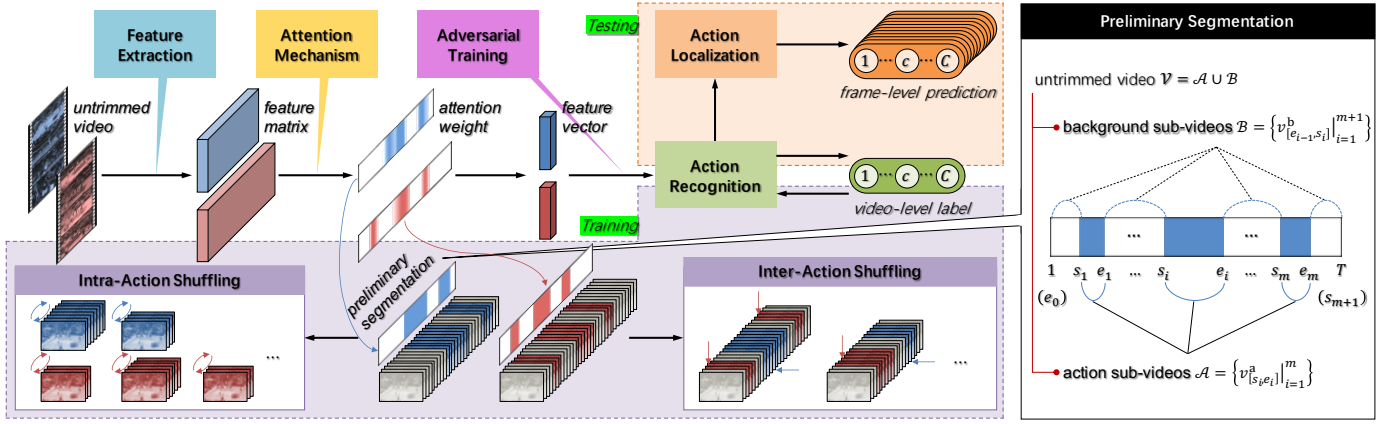 Feature
Extraction
Attention
Mechanism
Adversarial
Training
Testing
Action
Localization
1 ··· c ··· C
frame-level prediction
untrimmed
video
feature
matrix
attention
weight
feature
vector
Action
Recognition
1 ··· c ··· C
video-level label
Training
Intra-Action Shuffling
...
preliminary
segmentation
Inter-Action Shuffling
...
Preliminary Segmentation
untrimmed video 𝒱 = 𝒜 ∪ ℬ
background sub-videos ℬ = {v^b_{[e_{i−1},s_i]}|_{i=1}^{m+1}}
... ...
1 s_1 e_1 ... s_i e_i ... s_m e_m T
(e_0) (s_{m+1})
action sub-videos 𝒜 = {v^a_{[s_i,e_i]}|_{i=1}^{m}}